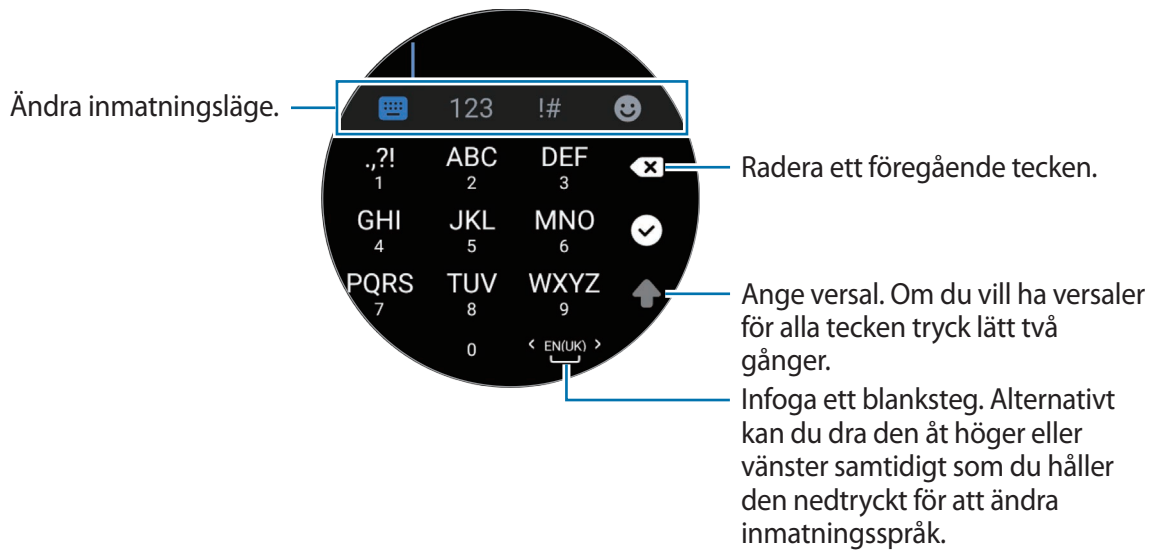 Ändra inmatningsläge.
123 !#
.,?! ABC DEF
1 2 3
Radera ett föregående tecken.
GHI JKL MNO
4 5 6
PQRS TUV WXYZ
7 8 9
Ange versal. Om du vill ha versaler
för alla tecken tryck lätt två
gånger.
0 < EN(UK) >
Infoga ett blanksteg. Alternativt
kan du dra den åt höger eller
vänster samtidigt som du håller
den nedtryckt för att ändra
inmatningsspråk.